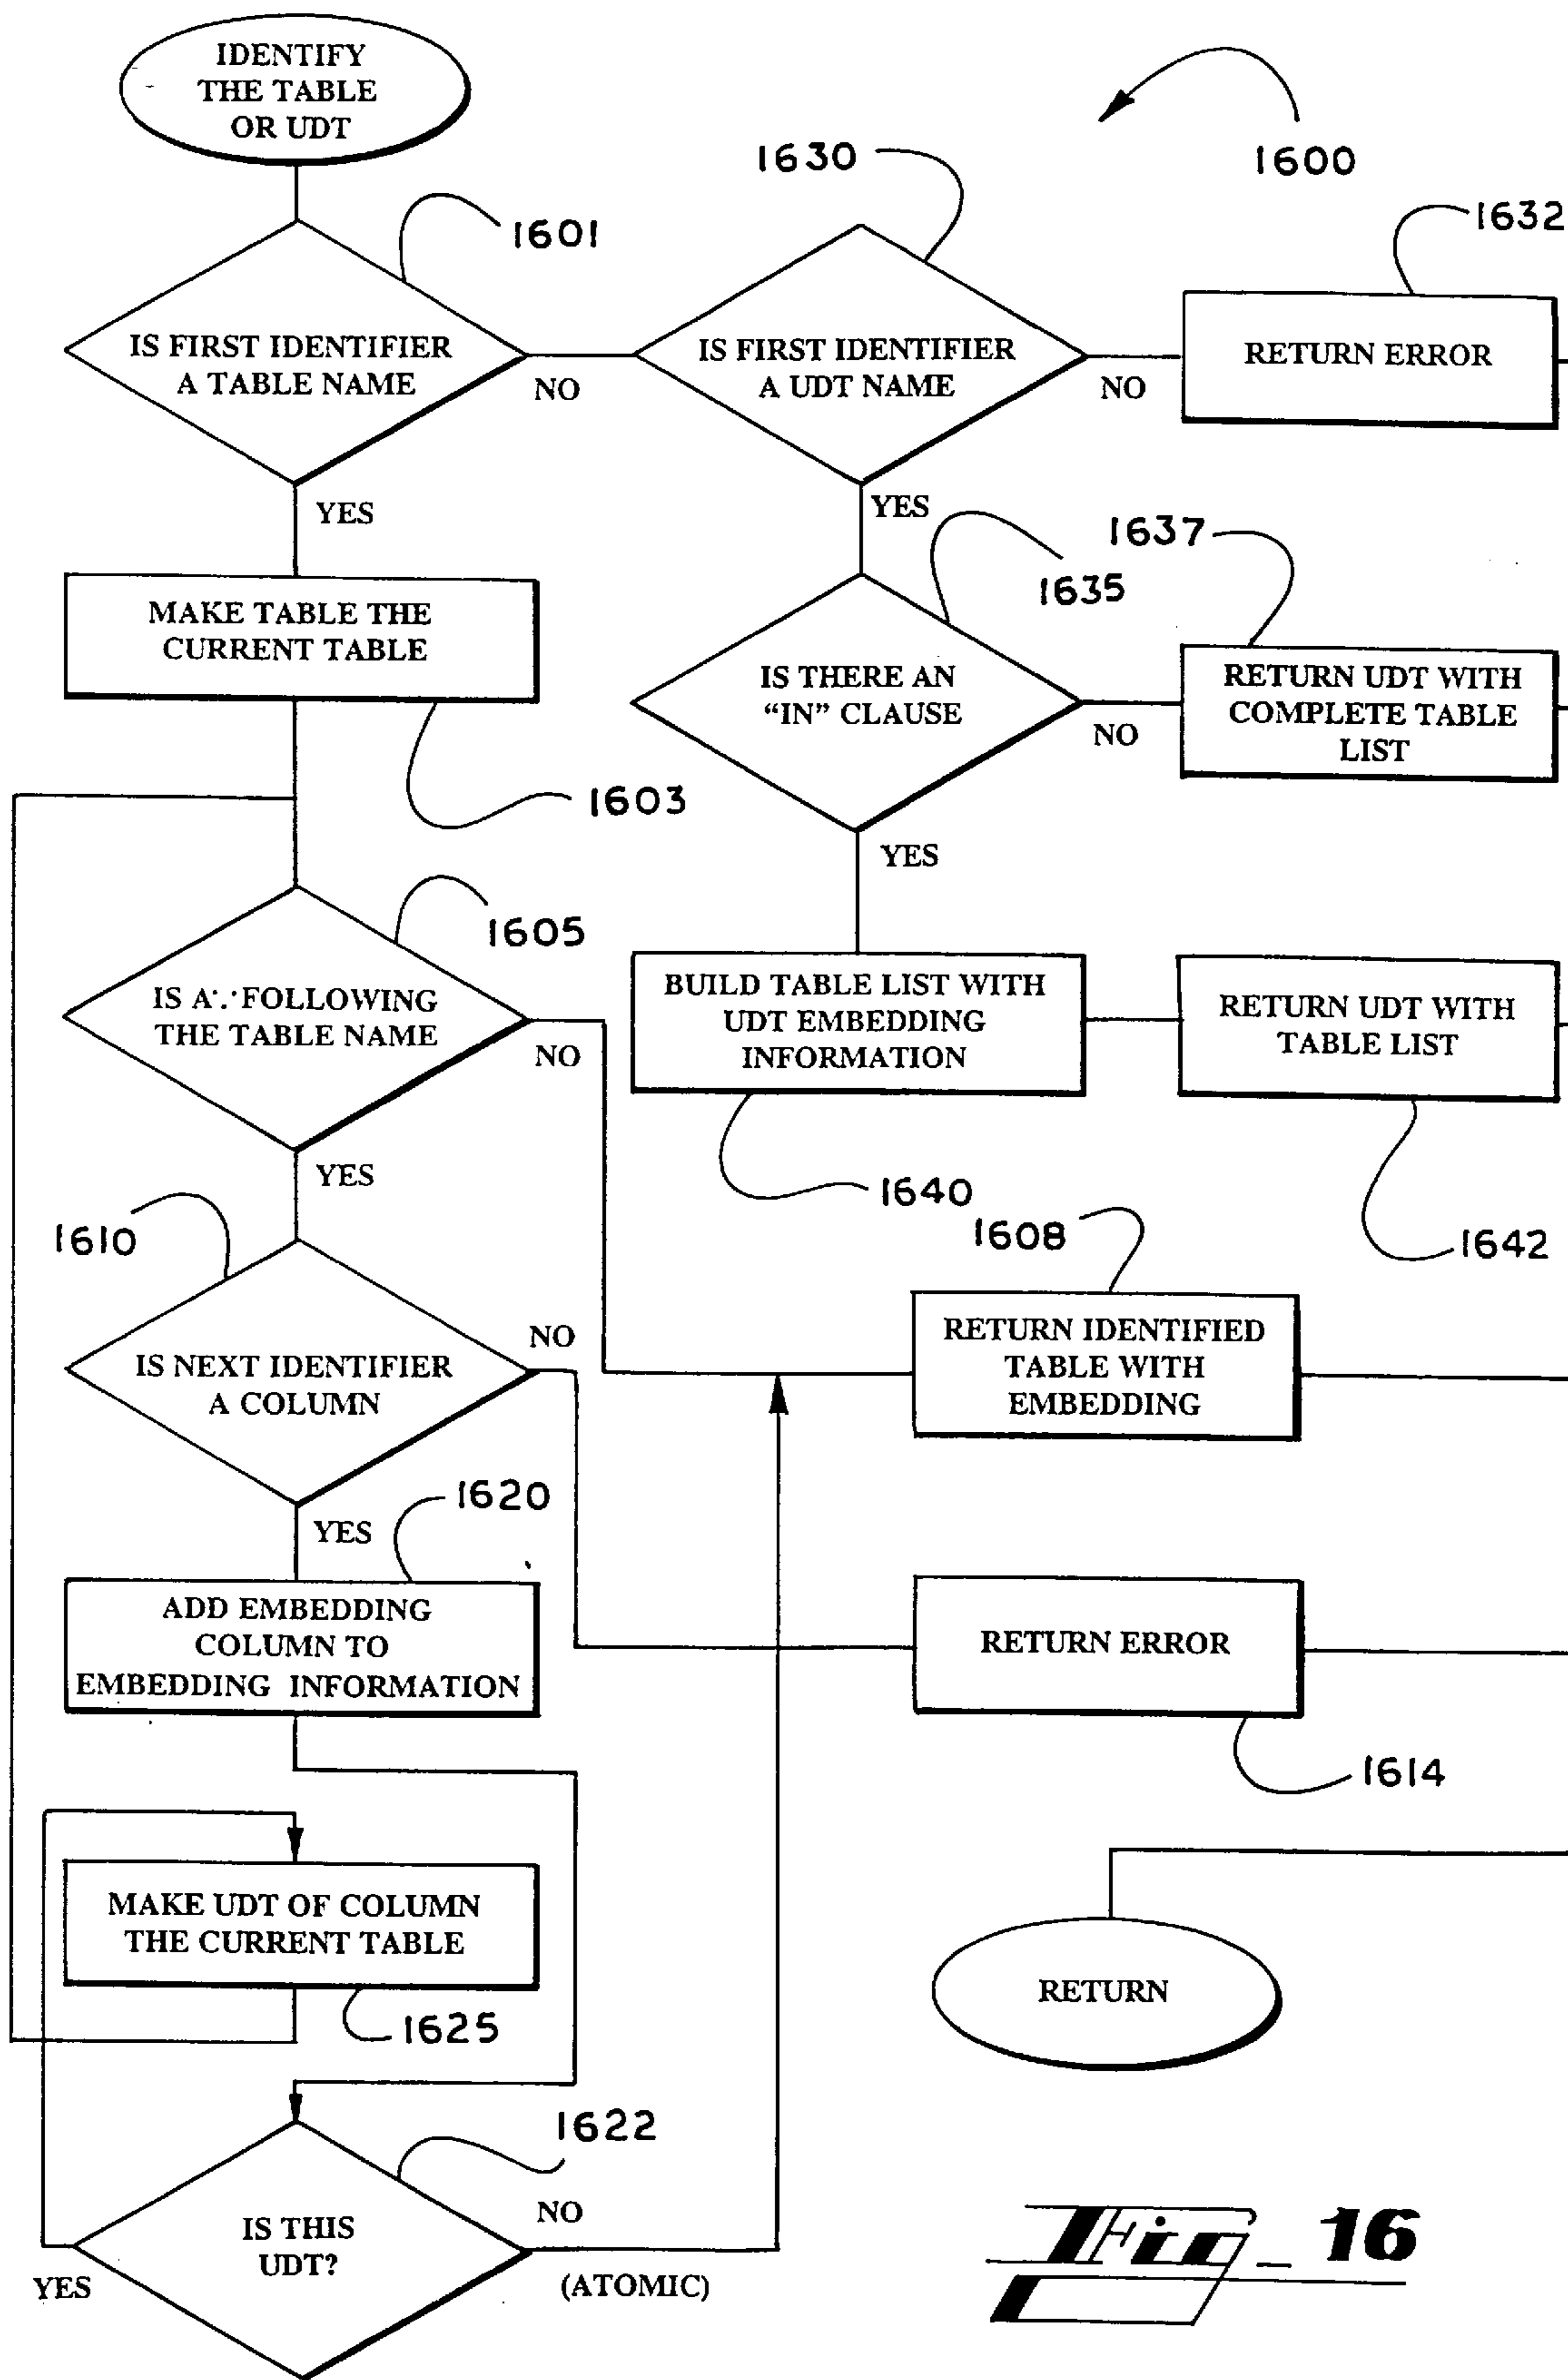 IDENTIFY
THE TABLE
OR UDT
1600
1630
1632
1601
IS FIRST IDENTIFIER
A TABLE NAME
NO
IS FIRST IDENTIFIER
A UDT NAME
NO
RETURN ERROR
YES
YES
1637
1635
MAKE TABLE THE
CURRENT TABLE
1603
IS THERE AN
“IN” CLAUSE
NO
RETURN UDT WITH
COMPLETE TABLE
LIST
YES
1605
IS A '.' FOLLOWING
THE TABLE NAME
NO
BUILD TABLE LIST WITH
UDT EMBEDDING
INFORMATION
RETURN UDT WITH
TABLE LIST
YES
1640
1642
1610
1608
IS NEXT IDENTIFIER
A COLUMN
NO
RETURN IDENTIFIED
TABLE WITH
EMBEDDING
YES
1620
ADD EMBEDDING
COLUMN TO
EMBEDDING INFORMATION
RETURN ERROR
1614
MAKE UDT OF COLUMN
THE CURRENT TABLE
1625
RETURN
1622
IS THIS
UDT?
NO
(ATOMIC)
YES
Fig_16